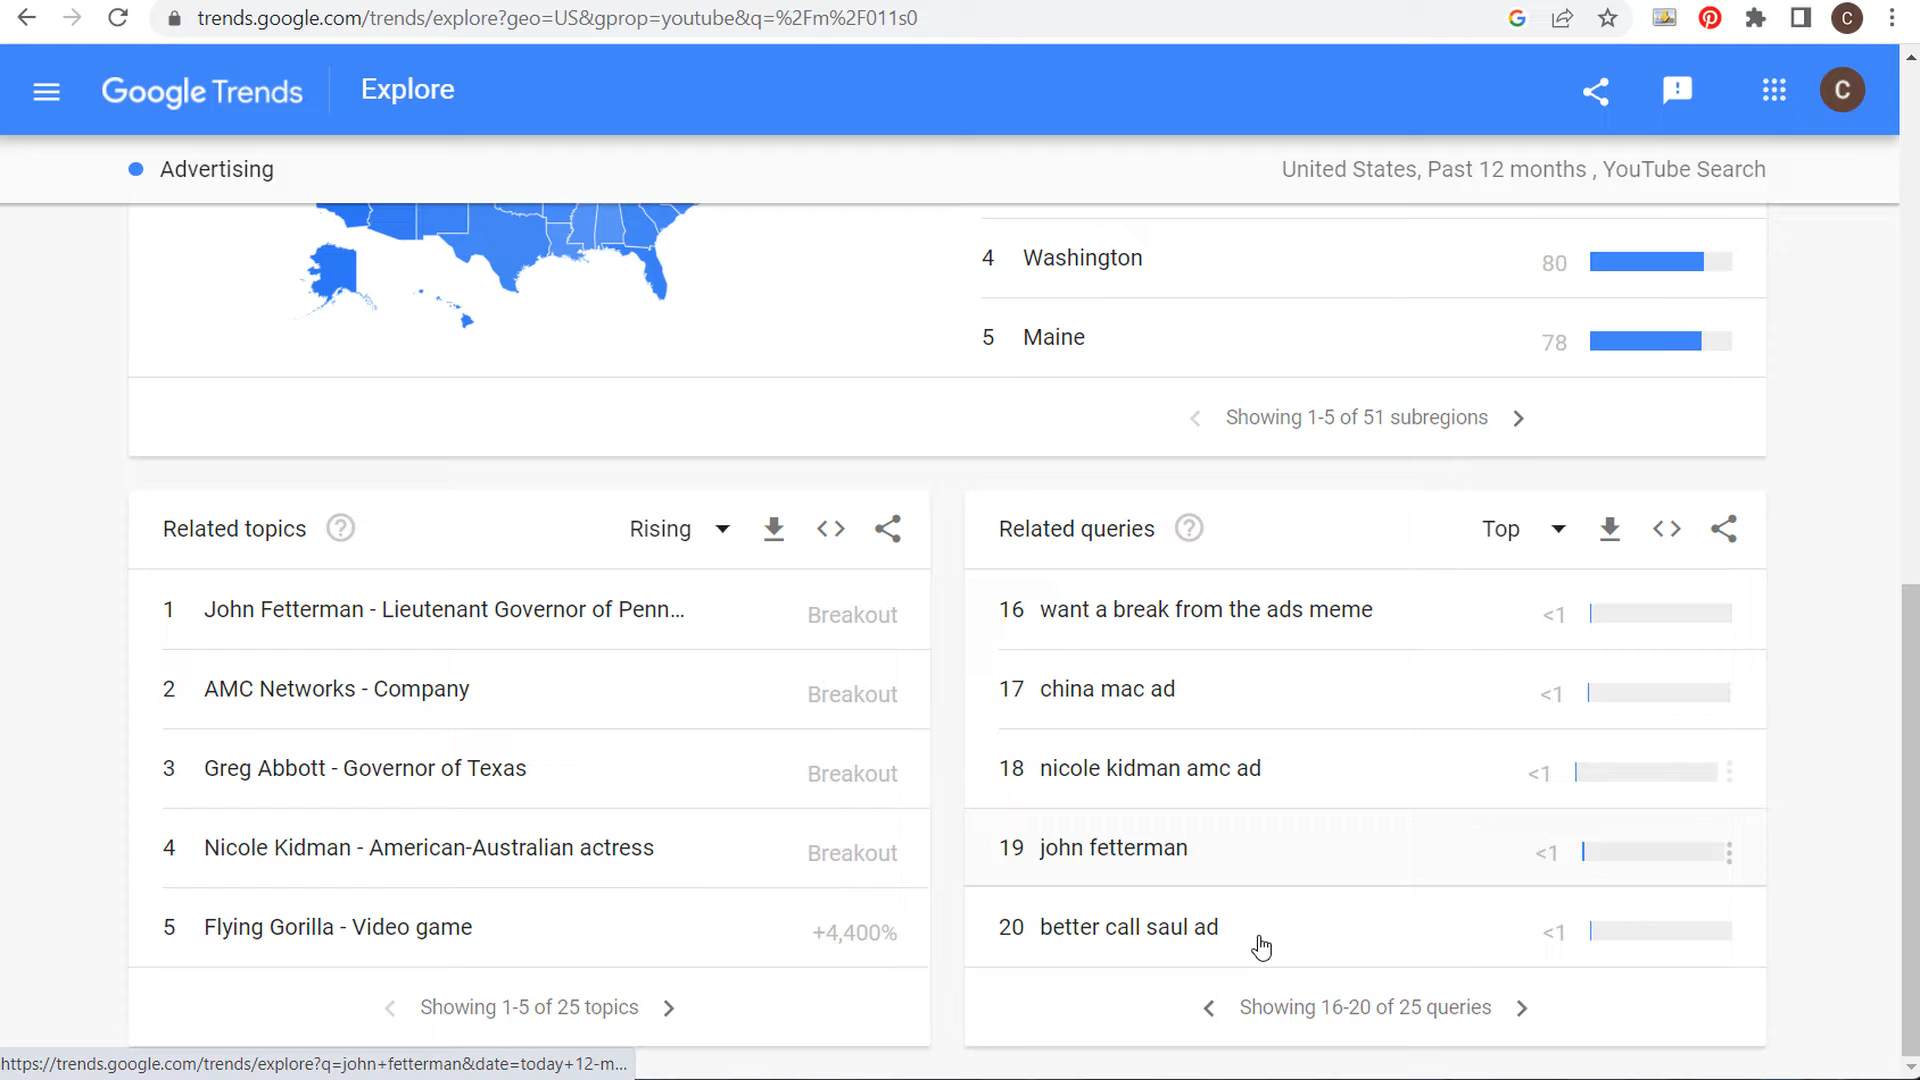 trends.google.com/trends/explore?geo=US&gprop=youtube&q=%2Fm%2F011s0
C
Google Trends
Explore
C
Advertising
United States, Past 12 months , YouTube Search
4 Washington 80
5 Maine 78
Showing 1-5 of 51 subregions
Related topics
Rising
1 John Fetterman - Lieutenant Governor of Penn... Breakout
2 AMC Networks - Company Breakout
3 Greg Abbott - Governor of Texas Breakout
4 Nicole Kidman - American-Australian actress Breakout
5 Flying Gorilla - Video game +4,400%
Showing 1-5 of 25 topics
Related queries
Top
16 want a break from the ads meme <1
17 china mac ad <1
18 nicole kidman amc ad <1
19 john fetterman <1
20 better call saul ad <1
Showing 16-20 of 25 queries
https://trends.google.com/trends/explore?q=john+fetterman&date=today+12-m...